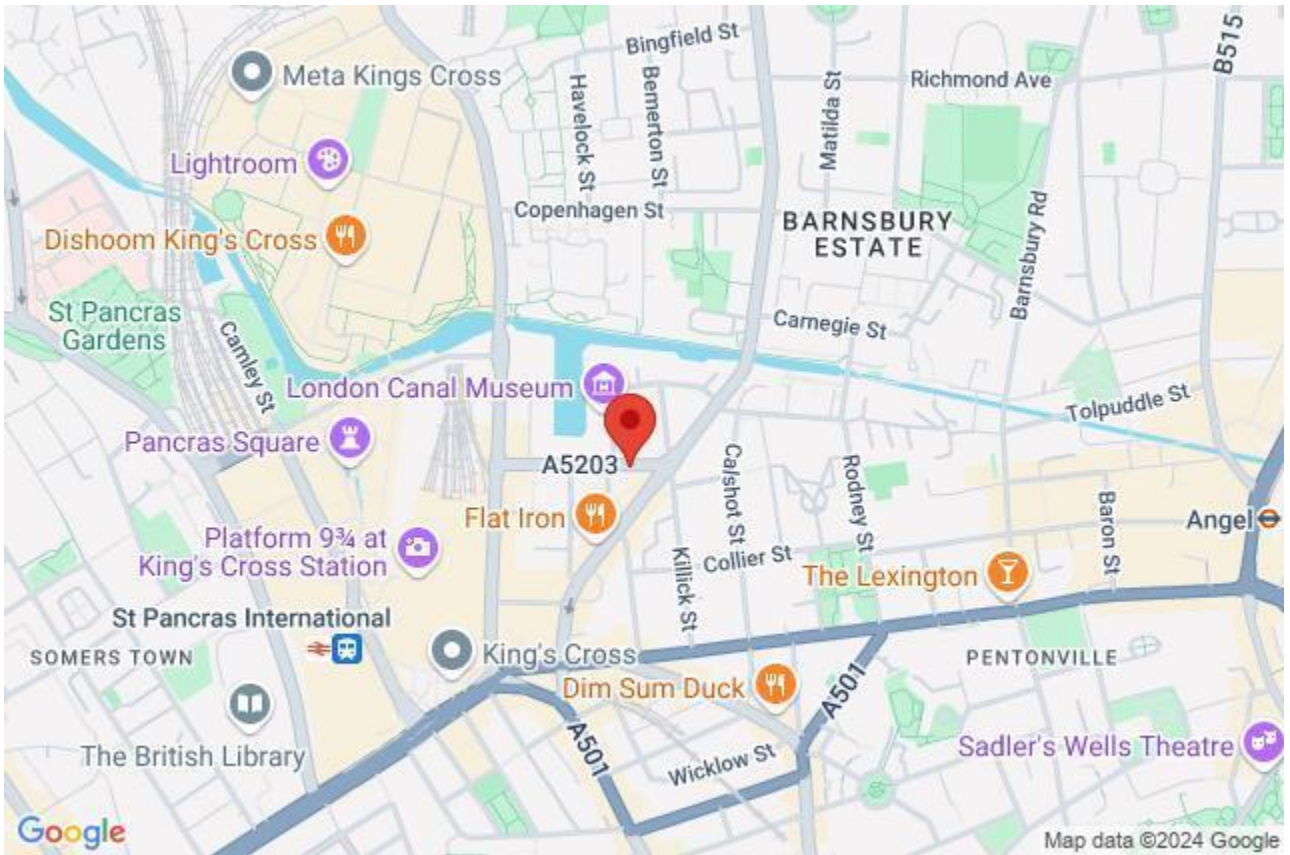 Bingfield St
B515
Meta Kings Cross
Richmond Ave
Havelock St
Bemerton St
Matilda St
Lightroom
Copenhagen St
BARNSBURY
ESTATE
Dishoom King's Cross
Barnsbury Rd
St Pancras
Gardens
Camley St
Carnegie St
London Canal Museum
Tolpuddle St
Pancras Square
A5203
Calshot St
Rodney St
Baron St
Flat Iron
Angel
Platform 9¾ at
King's Cross Station
Killick St
Collier St
The Lexington
St Pancras International
SOMERS TOWN
King's Cross
PENTONVILLE
Dim Sum Duck
A501
A501
The British Library
Wicklow St
Sadler's Wells Theatre
Google
Map data ©2024 Google